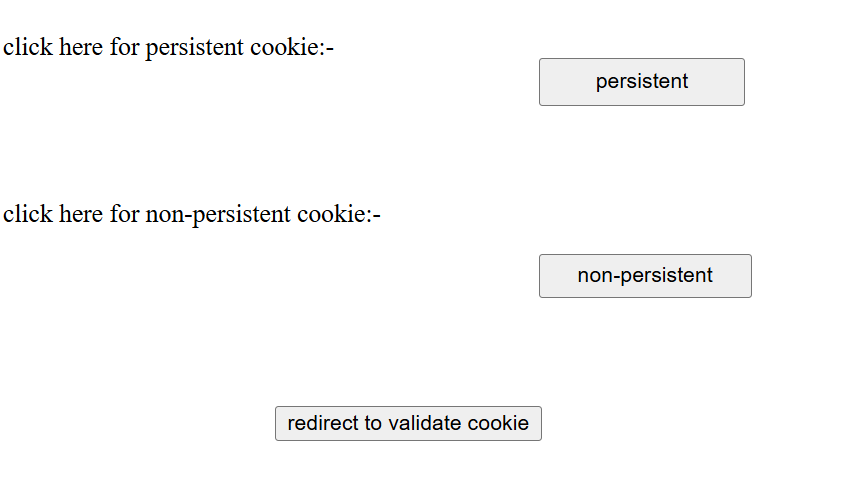 click here for persistent cookie:-
persistent
click here for non-persistent cookie:-
non-persistent
redirect to validate cookie